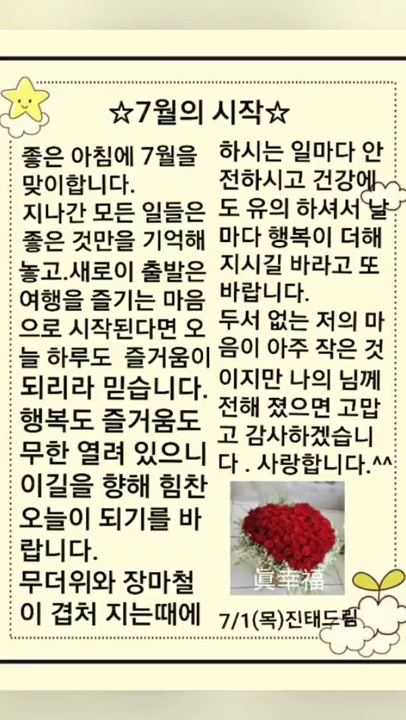 ☆7월의 시작☆
좋은 아침에 7월을
맞이합니다.
지나간 모든 일들은
좋은 것만을 기억해
놓고.새로이 출발은
여행을 즐기는 마음
으로 시작된다면 오
늘 하루도 즐거움이
되리라 믿습니다.
행복도 즐거움도
무한 열려 있으니
이길을 향해 힘찬
오늘이 되기를 바
랍니다.
무더위와 장마철
이 겹처 지는때에
하시는 일마다 안
전하시고 건강에
도 유의 하셔서 날
마다 행복이 더해
지시길 바라고 또
바랍니다.
두서 없는 저의 마
음이 아주 작은 것
이지만 나의 님께
전해 졌으면 고맙
고 감사하겠습니
다 . 사랑합니다.^^
眞幸福
7/1(목)진태드림